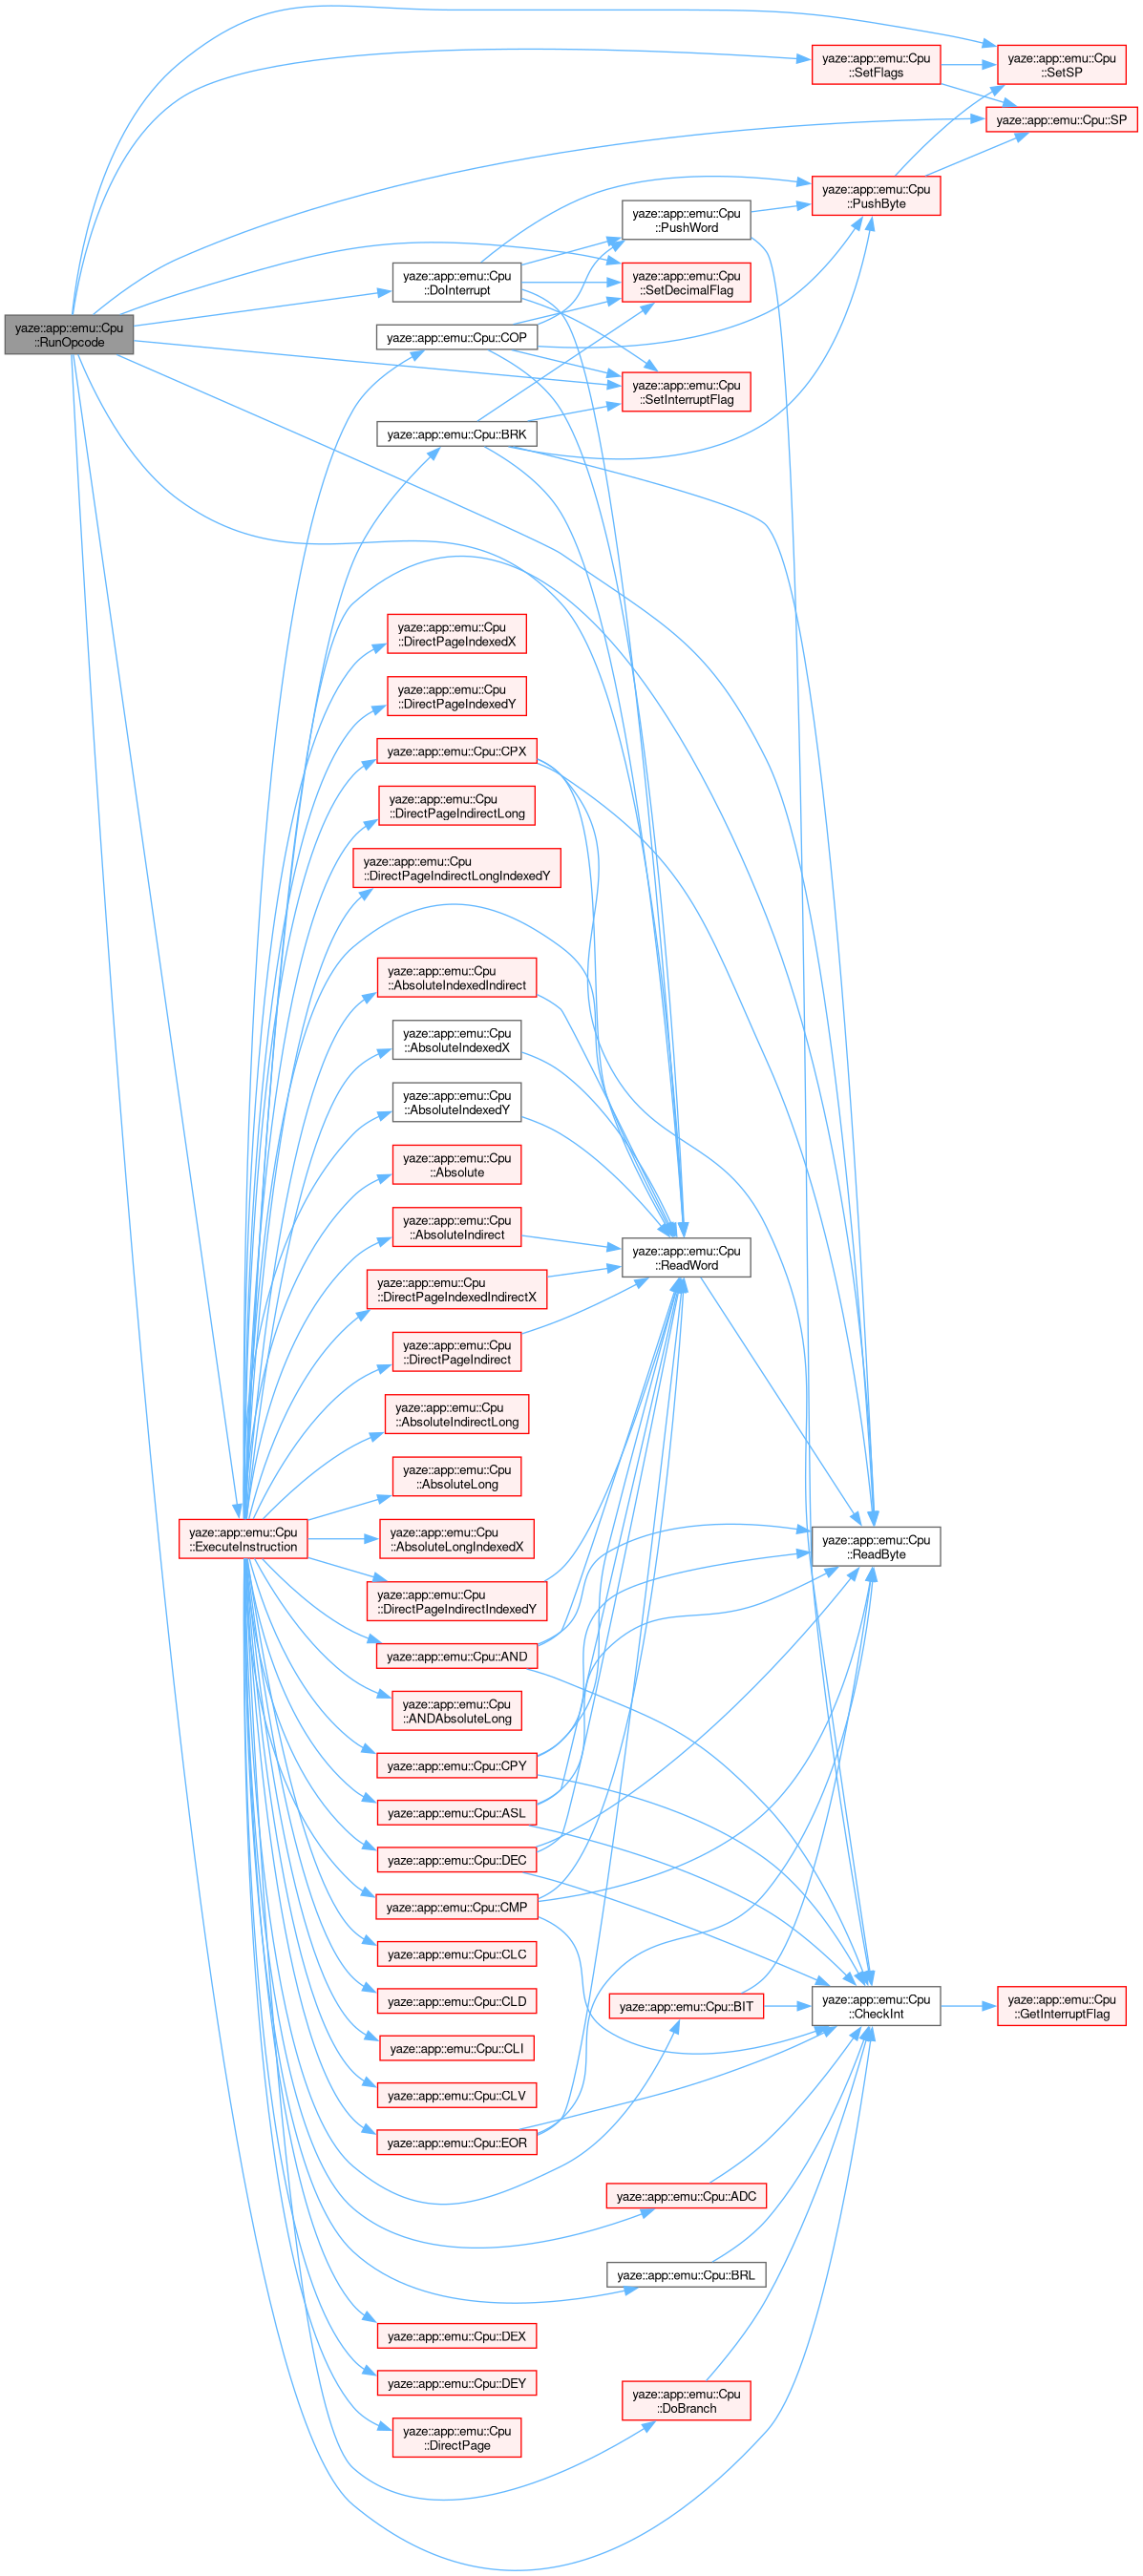 yaze::app::emu::Cpu
::SetFlags
yaze::app::emu::Cpu
::SetSP
yaze::app::emu::Cpu::SP
yaze::app::emu::Cpu
::PushByte
yaze::app::emu::Cpu
::PushWord
yaze::app::emu::Cpu
::DoInterrupt
yaze::app::emu::Cpu
::SetDecimalFlag
yaze::app::emu::Cpu
::RunOpcode
yaze::app::emu::Cpu::COP
yaze::app::emu::Cpu
::SetInterruptFlag
yaze::app::emu::Cpu::BRK
yaze::app::emu::Cpu
::DirectPageIndexedX
yaze::app::emu::Cpu
::DirectPageIndexedY
yaze::app::emu::Cpu::CPX
yaze::app::emu::Cpu
::DirectPageIndirectLong
yaze::app::emu::Cpu
::DirectPageIndirectLongIndexedY
yaze::app::emu::Cpu
::AbsoluteIndexedIndirect
yaze::app::emu::Cpu
::AbsoluteIndexedX
yaze::app::emu::Cpu
::AbsoluteIndexedY
yaze::app::emu::Cpu
::Absolute
yaze::app::emu::Cpu
::AbsoluteIndirect
yaze::app::emu::Cpu
::ReadWord
yaze::app::emu::Cpu
::DirectPageIndexedIndirectX
yaze::app::emu::Cpu
::DirectPageIndirect
yaze::app::emu::Cpu
::AbsoluteIndirectLong
yaze::app::emu::Cpu
::AbsoluteLong
yaze::app::emu::Cpu
::ExecuteInstruction
yaze::app::emu::Cpu
::AbsoluteLongIndexedX
yaze::app::emu::Cpu
::ReadByte
yaze::app::emu::Cpu
::DirectPageIndirectIndexedY
yaze::app::emu::Cpu::AND
yaze::app::emu::Cpu
::ANDAbsoluteLong
yaze::app::emu::Cpu::CPY
yaze::app::emu::Cpu::ASL
yaze::app::emu::Cpu::DEC
yaze::app::emu::Cpu::CMP
yaze::app::emu::Cpu::CLC
yaze::app::emu::Cpu::CLD
yaze::app::emu::Cpu::BIT
yaze::app::emu::Cpu
::CheckInt
yaze::app::emu::Cpu
::GetInterruptFlag
yaze::app::emu::Cpu::CLI
yaze::app::emu::Cpu::CLV
yaze::app::emu::Cpu::EOR
yaze::app::emu::Cpu::ADC
yaze::app::emu::Cpu::BRL
yaze::app::emu::Cpu::DEX
yaze::app::emu::Cpu::DEY
yaze::app::emu::Cpu
::DoBranch
yaze::app::emu::Cpu
::DirectPage